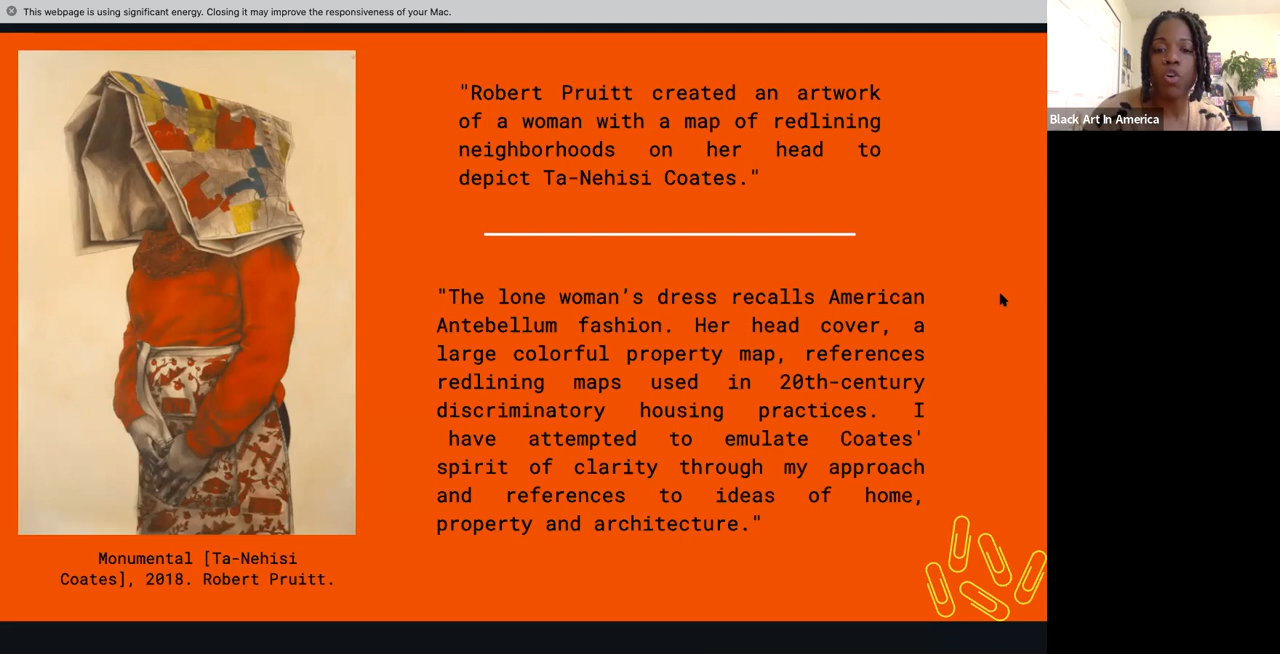 This webpage is using significant energy. Closing it may improve the responsiveness of your Mac.
"Robert Pruitt created an artwork
of a woman with a map of redlining
neighborhoods on her head to
depict Ta-Nehisi Coates."
"The lone woman’s dress recalls American
Antebellum fashion. Her head cover, a
large colorful property map, references
redlining maps used in 20th-century
discriminatory housing practices. I
have attempted to emulate Coates'
spirit of clarity through my approach
and references to ideas of home,
property and architecture."
Monumental [Ta-Nehisi
Coates], 2018. Robert Pruitt.
Black Art In America